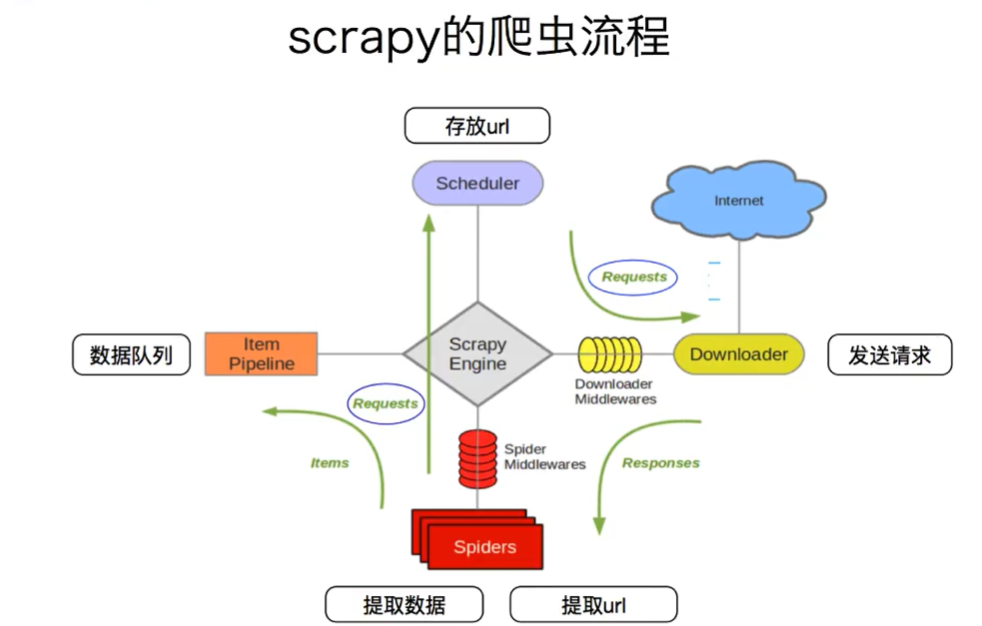 scrapy的爬虫流程
存放url
Scheduler
Internet
Requests
数据队列
Item
Pipeline
Scrapy
Engine
Downloader
发送请求
Downloader
Middlewares
Requests
Items
Spider
Middlewares
Responses
Spiders
提取数据
提取url